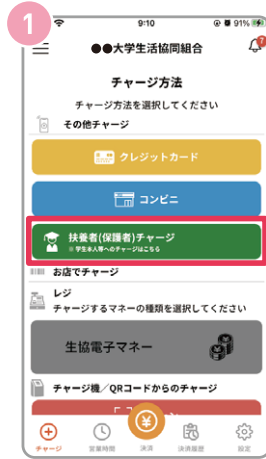 1
9:10
91%
●●大学生活協同組合
チャージ方法
チャージ方法を選択してください
その他チャージ
クレジットカード
コンビニ
扶養者(保護者)チャージ
※学生本人等へのチャージはこちら
お店でチャージ
レジ
チャージするマネーの種類を選択してください
生協電子マネー
チャージ機／QRコードからのチャージ
チャージ 営業時間 決済 決済履歴 設定